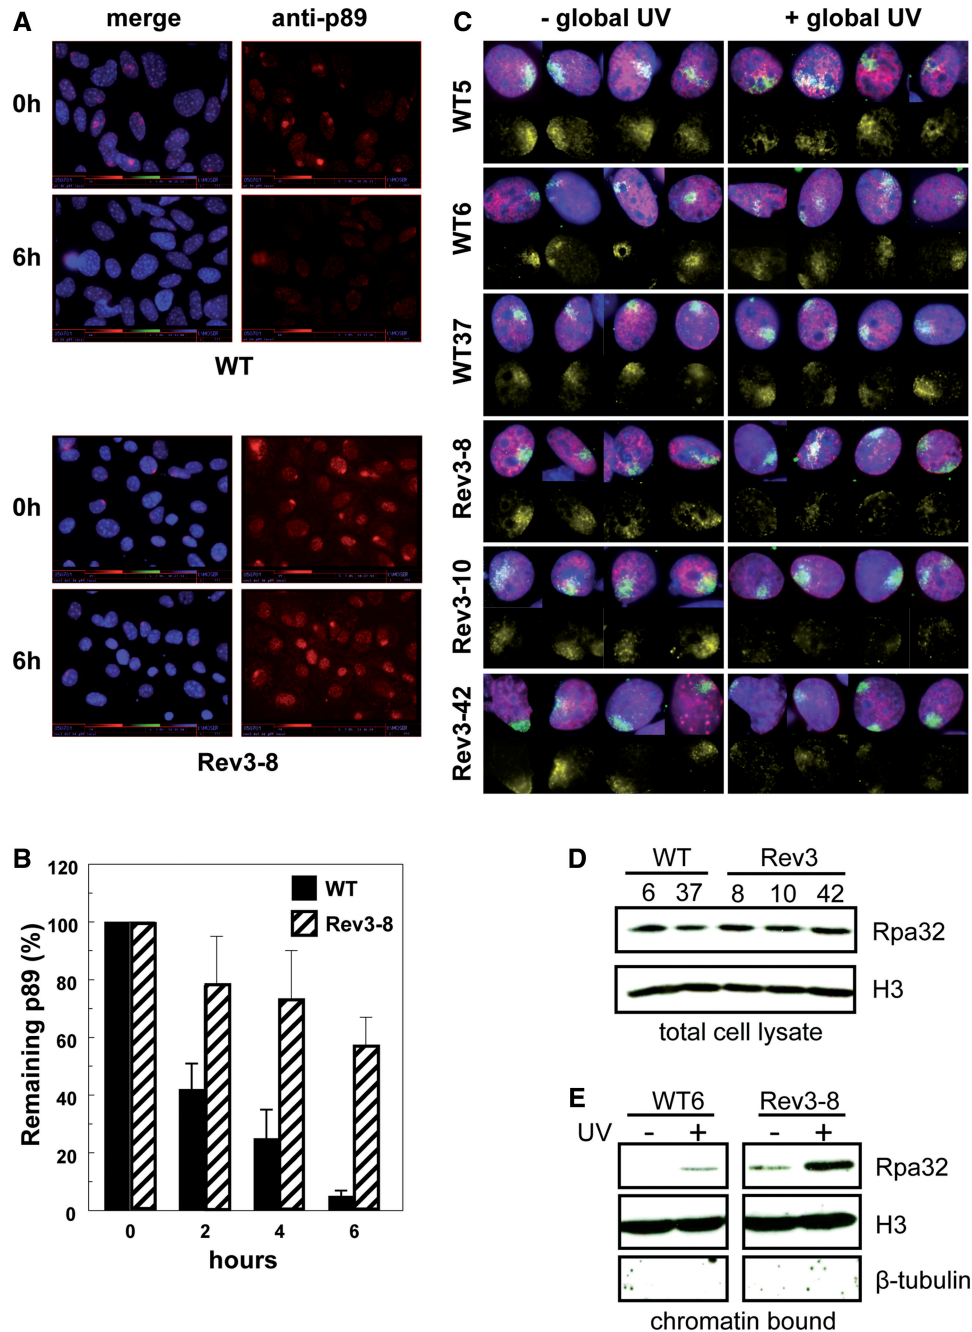 A
merge
anti-p89
0h
6h
WT
0h
6h
Rev3-8
C
- global UV
+ global UV
WT5
WT6
WT37
Rev3-8
Rev3-10
Rev3-42
B
Remaining p89 (%)
120
100
80
60
40
20
0
WT
Rev3-8
0 2 4 6
hours
D
WT Rev3
6 37 8 10 42
Rpa32
H3
total cell lysate
E
WT6 Rev3-8
UV - + - +
Rpa32
H3
β-tubulin
chromatin bound